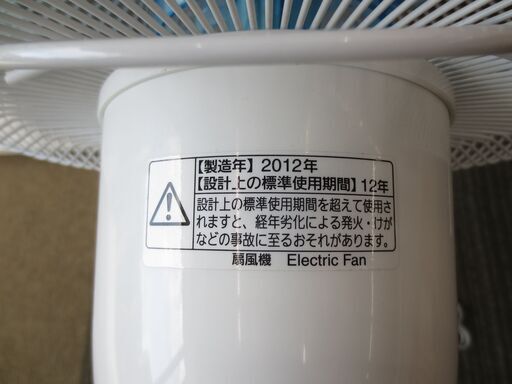 【製造年】2012年
【設計上の標準使用期間】12年
設計上の標準使用期間を超えて使用さ
れますと、経年劣化による発火・けが
などの事故に至るおそれがあります。
扇風機　Electric Fan